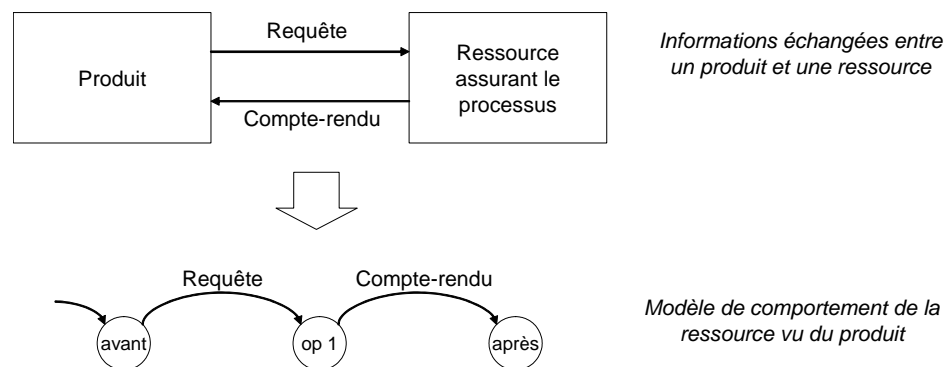 Requête
Produit
Ressource
assurant le
processus
Compte-rendu
Informations échangées entre
un produit et une ressource
Requête
Compte-rendu
avant
op 1
après
Modèle de comportement de la
ressource vu du produit